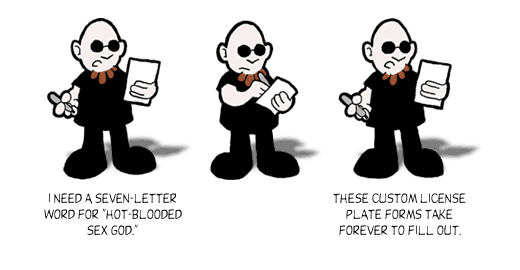 I NEED A SEVEN-LETTER
WORD FOR "HOT-BLOODED
SEX GOD."
THESE CUSTOM LICENSE
PLATE FORMS TAKE
FOREVER TO FILL OUT.